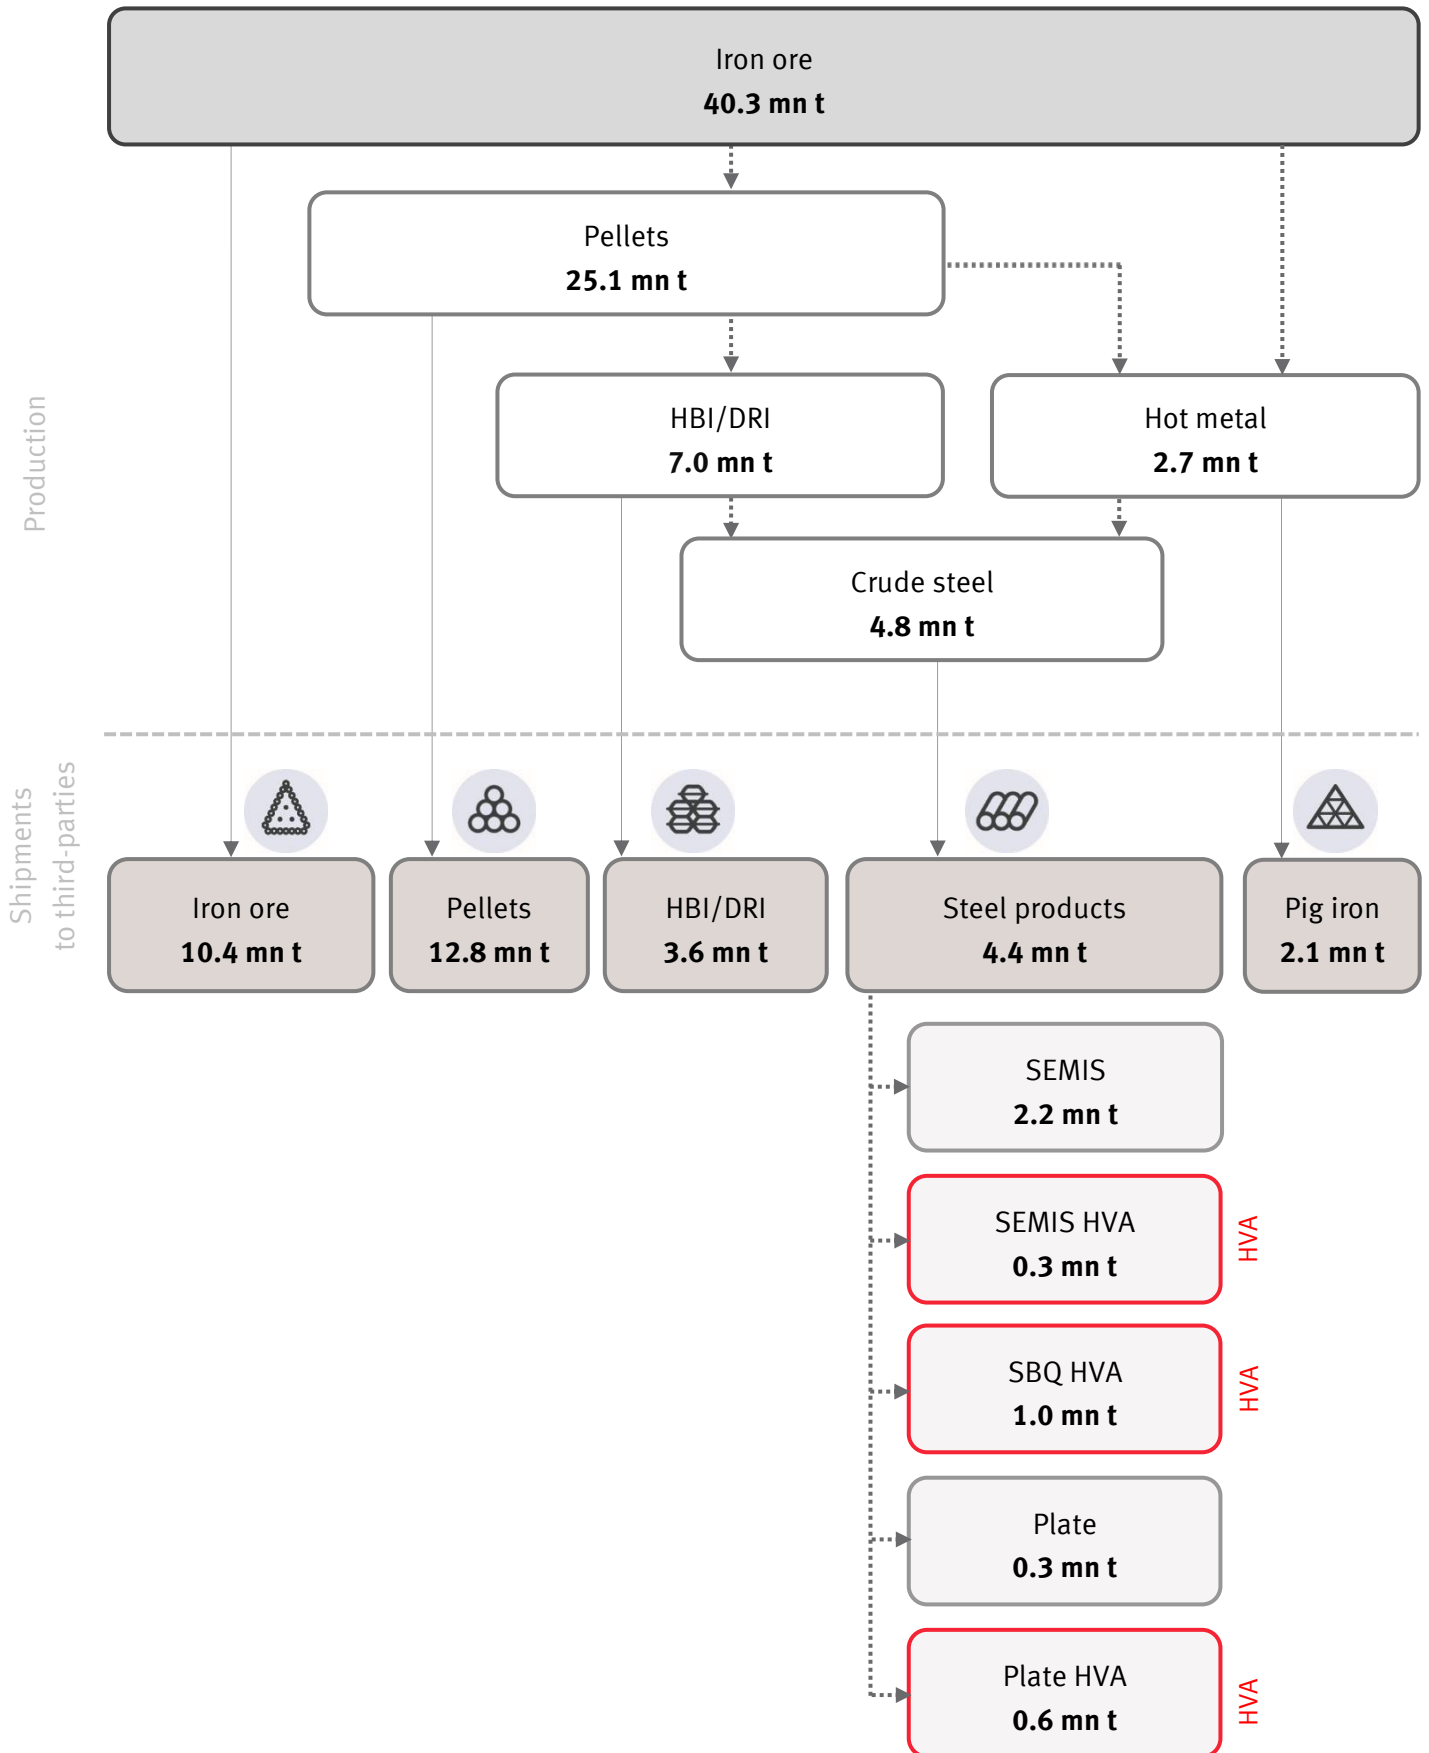 Iron ore
40.3 mn t
Pellets
25.1 mn t
Production
HBI/DRI
7.0 mn t
Hot metal
2.7 mn t
Crude steel
4.8 mn t
Shipments
to third-parties
Iron ore
10.4 mn t
Pellets
12.8 mn t
HBI/DRI
3.6 mn t
Steel products
4.4 mn t
Pig iron
2.1 mn t
SEMIS
2.2 mn t
SEMIS HVA
0.3 mn t
HVA
SBQ HVA
1.0 mn t
HVA
Plate
0.3 mn t
Plate HVA
0.6 mn t
HVA